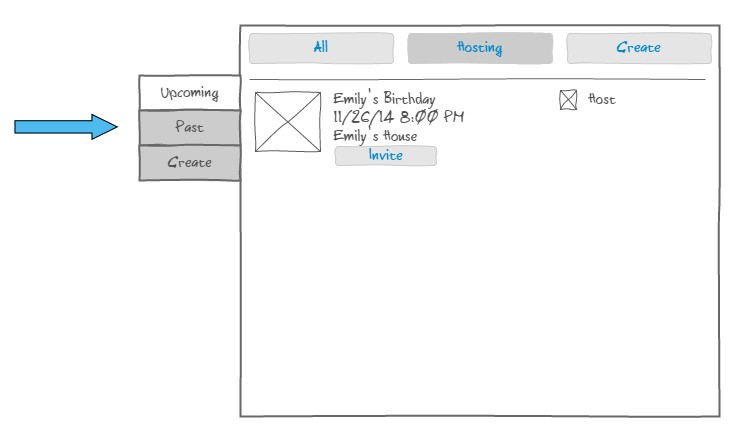 All
Hosting
Create
Upcoming
Past
Create
Emily's Birthday
11/26/14 8:00 PM
Emily's House
Invite
Host